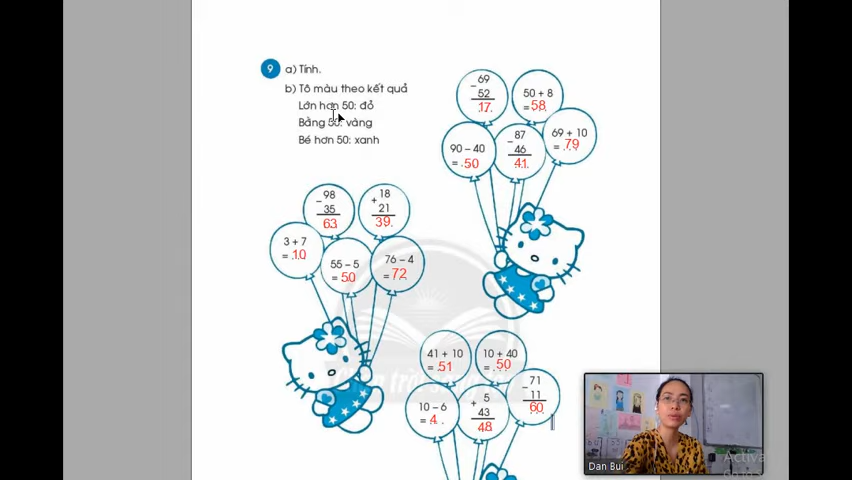 9 a) Tính.
b) Tô màu theo kết quả
Lớn hơn 50: đỏ
Bằng 50: vàng
Bé hơn 50: xanh
69
- 52
17.
50 + 8
= 58
90 – 40
= 50
87
- 46
41
69 + 10
= 79
98
- 35
63
18
+ 21
39.
3 + 7
= 10
55 – 5
= 50
76 – 4
= 72
41 + 10
= 51
10 + 40
= 50
10 – 6
= 4
5
+ 43
48
71
- 11
60
Dan Bui